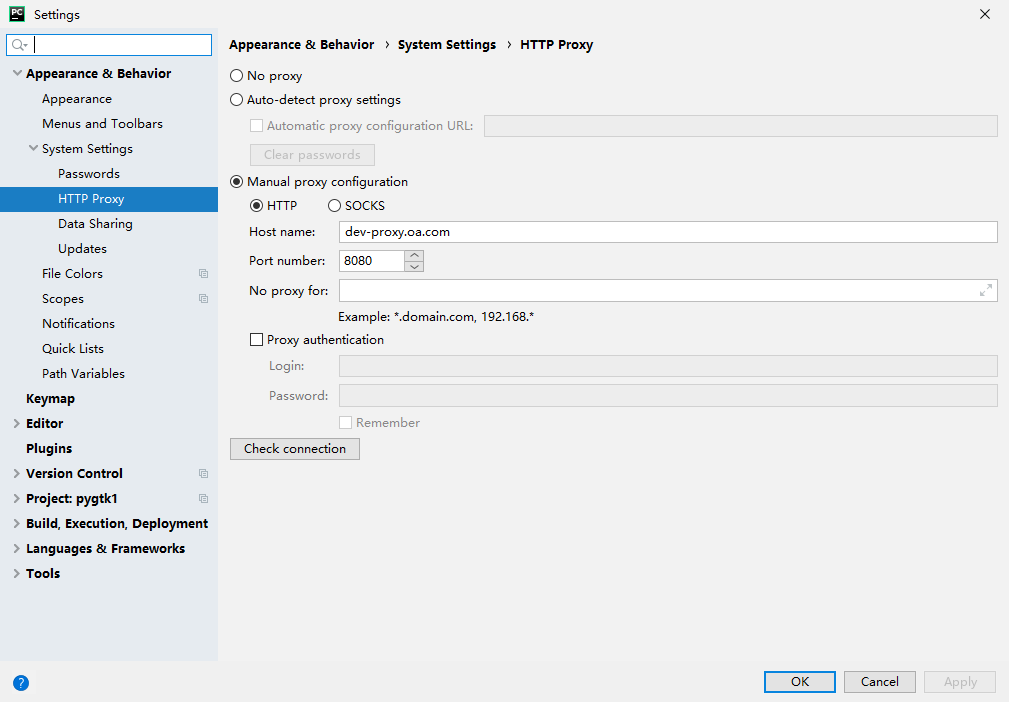 PC Settings
Appearance & Behavior
Appearance
Menus and Toolbars
System Settings
Passwords
HTTP Proxy
Data Sharing
Updates
File Colors
Scopes
Notifications
Quick Lists
Path Variables
Keymap
Editor
Plugins
Version Control
Project: pygtk1
Build, Execution, Deployment
Languages & Frameworks
Tools
Appearance & Behavior › System Settings › HTTP Proxy
No proxy
Auto-detect proxy settings
Automatic proxy configuration URL:
Clear passwords
Manual proxy configuration
HTTP SOCKS
Host name: dev-proxy.oa.com
Port number: 8080
No proxy for:
Example: *.domain.com, 192.168.*
Proxy authentication
Login:
Password:
Remember
Check connection
? OK Cancel Apply